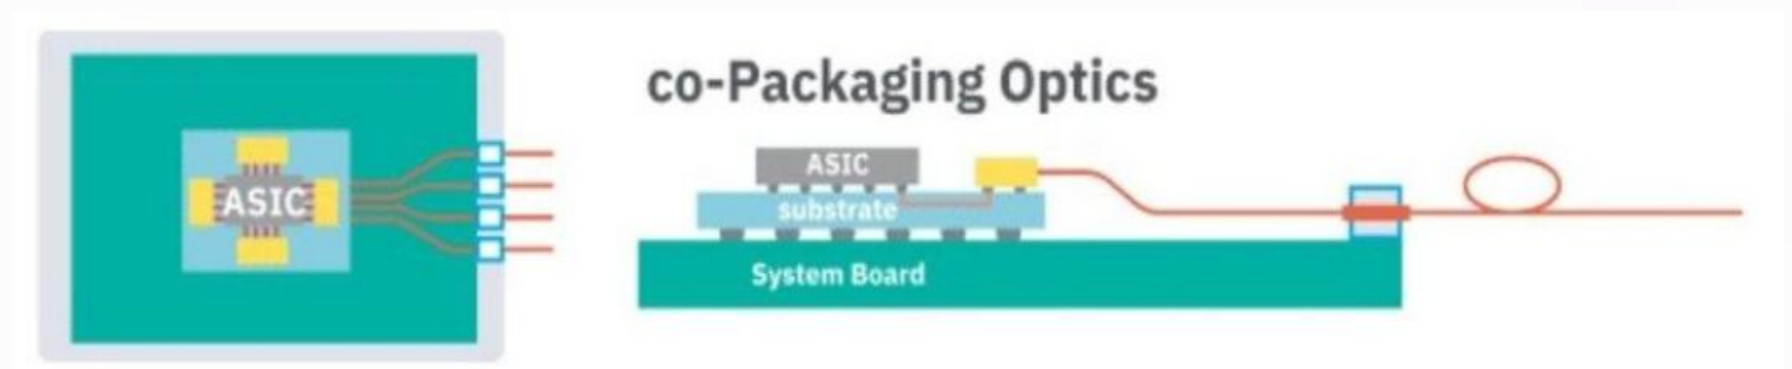 co-Packaging Optics
ASIC
ASIC
substrate
System Board